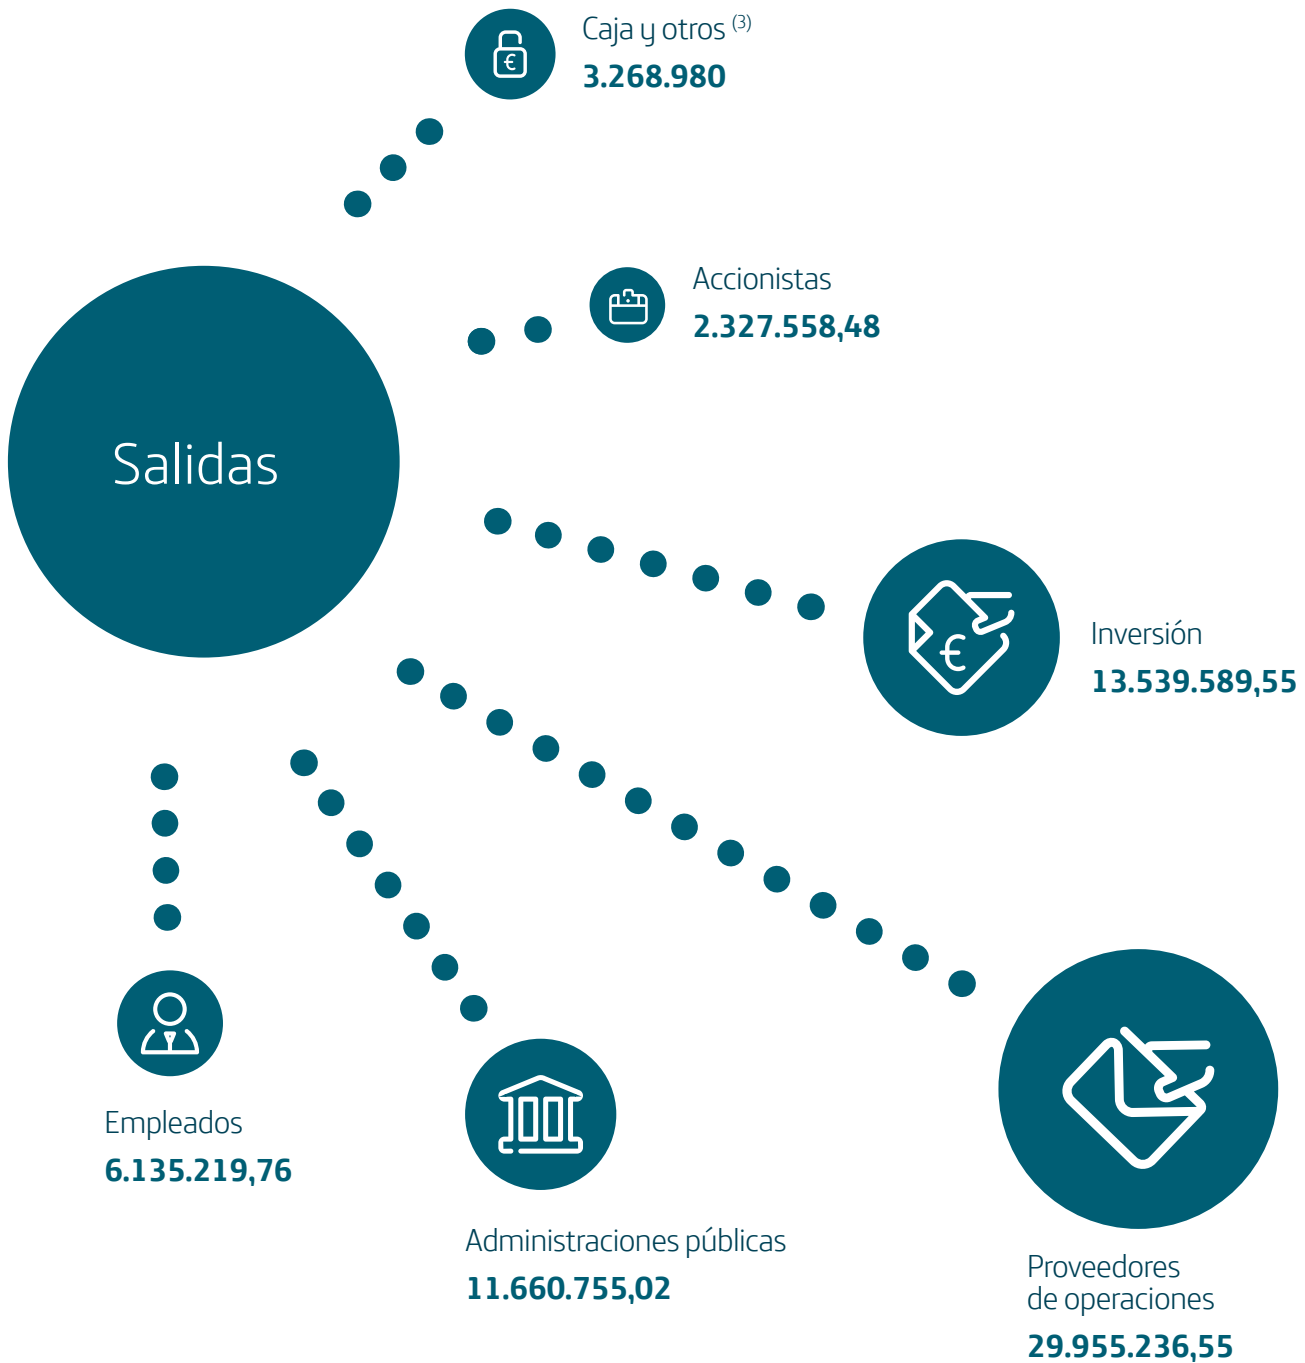 Caja y otros (3)
3.268.980
Accionistas
2.327.558,48
Salidas
€
Inversión
13.539.589,55
€
Empleados
6.135.219,76
Administraciones públicas
11.660.755,02
Proveedores
de operaciones
29.955.236,55